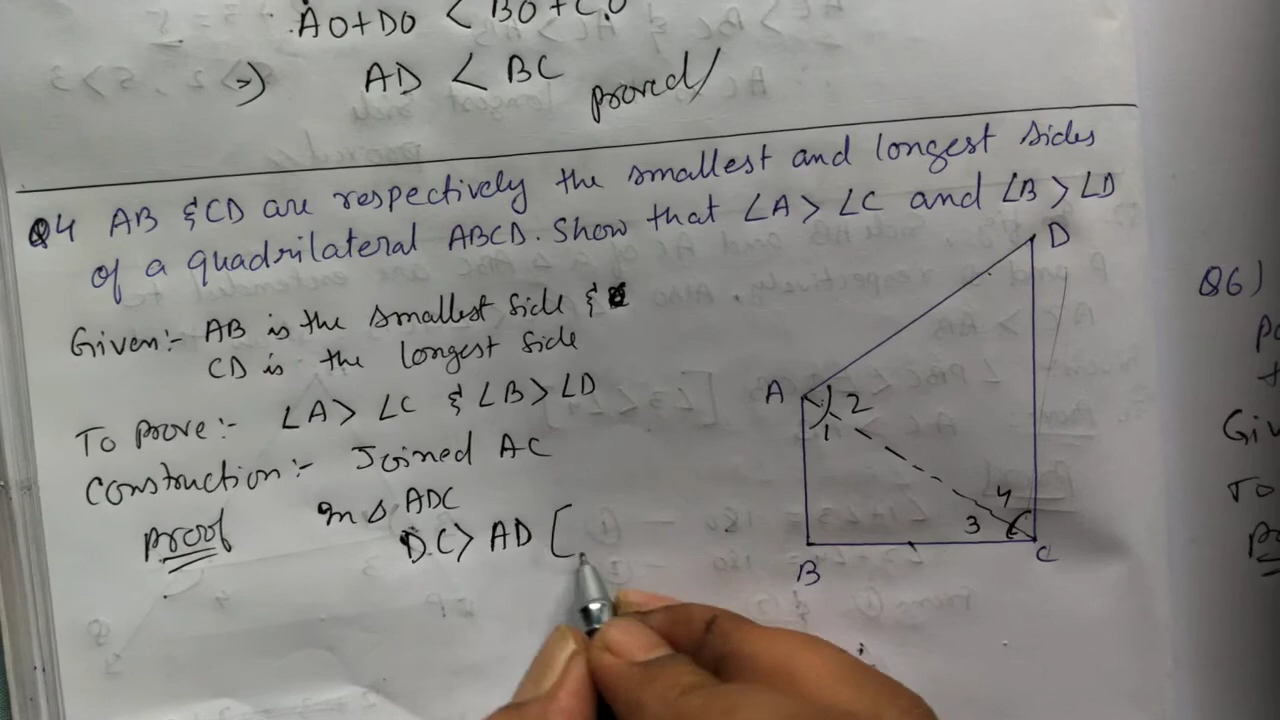 AO+DO < BO+CO
=) AD < BC proved/
Q4 AB & CD are respectively the smallest and longest sides
of a quadrilateral ABCD. Show that ∠A > ∠C and ∠B > ∠D
Given:- AB is the smallest side &
CD is the longest side
To prove:- ∠A > ∠C & ∠B > ∠D
Construction:- Joined AC
Proof In △ ADC
DC > AD [
D
A
2
1
4
3
B
C
Q6)
Giv
To